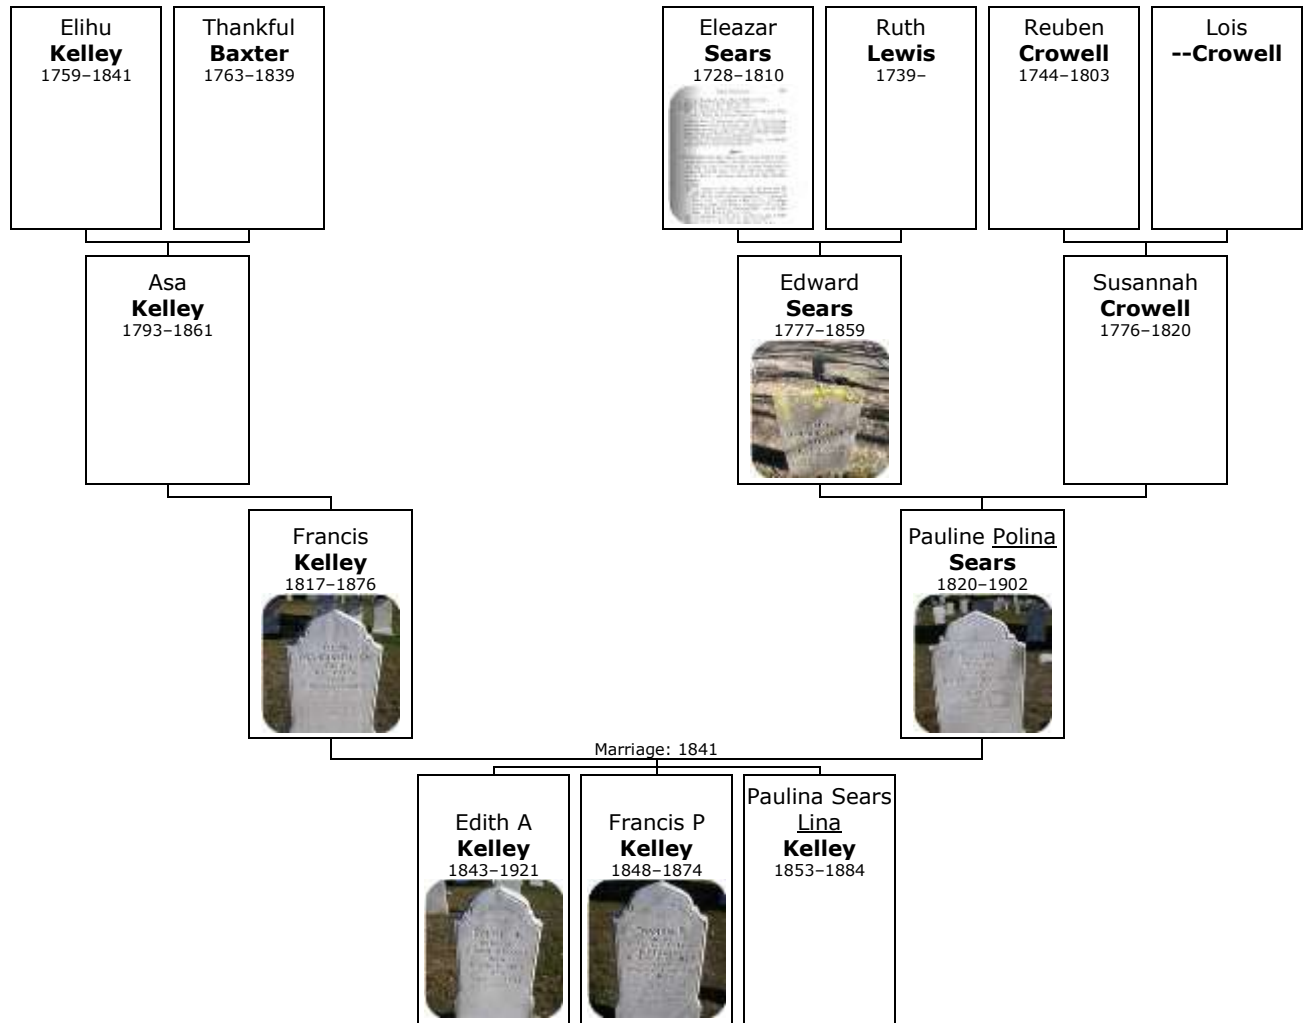 Elihu
Kelley
1759–1841
Thankful
Baxter
1763–1839
Eleazar
Sears
1728–1810
Ruth
Lewis
1739–
Reuben
Crowell
1744–1803
Lois
--Crowell
Asa
Kelley
1793–1861
Edward
Sears
1777–1859
Susannah
Crowell
1776–1820
Francis
Kelley
1817–1876
Pauline Polina
Sears
1820–1902
Marriage: 1841
Edith A
Kelley
1843–1921
Francis P
Kelley
1848–1874
Paulina Sears
Lina
Kelley
1853–1884